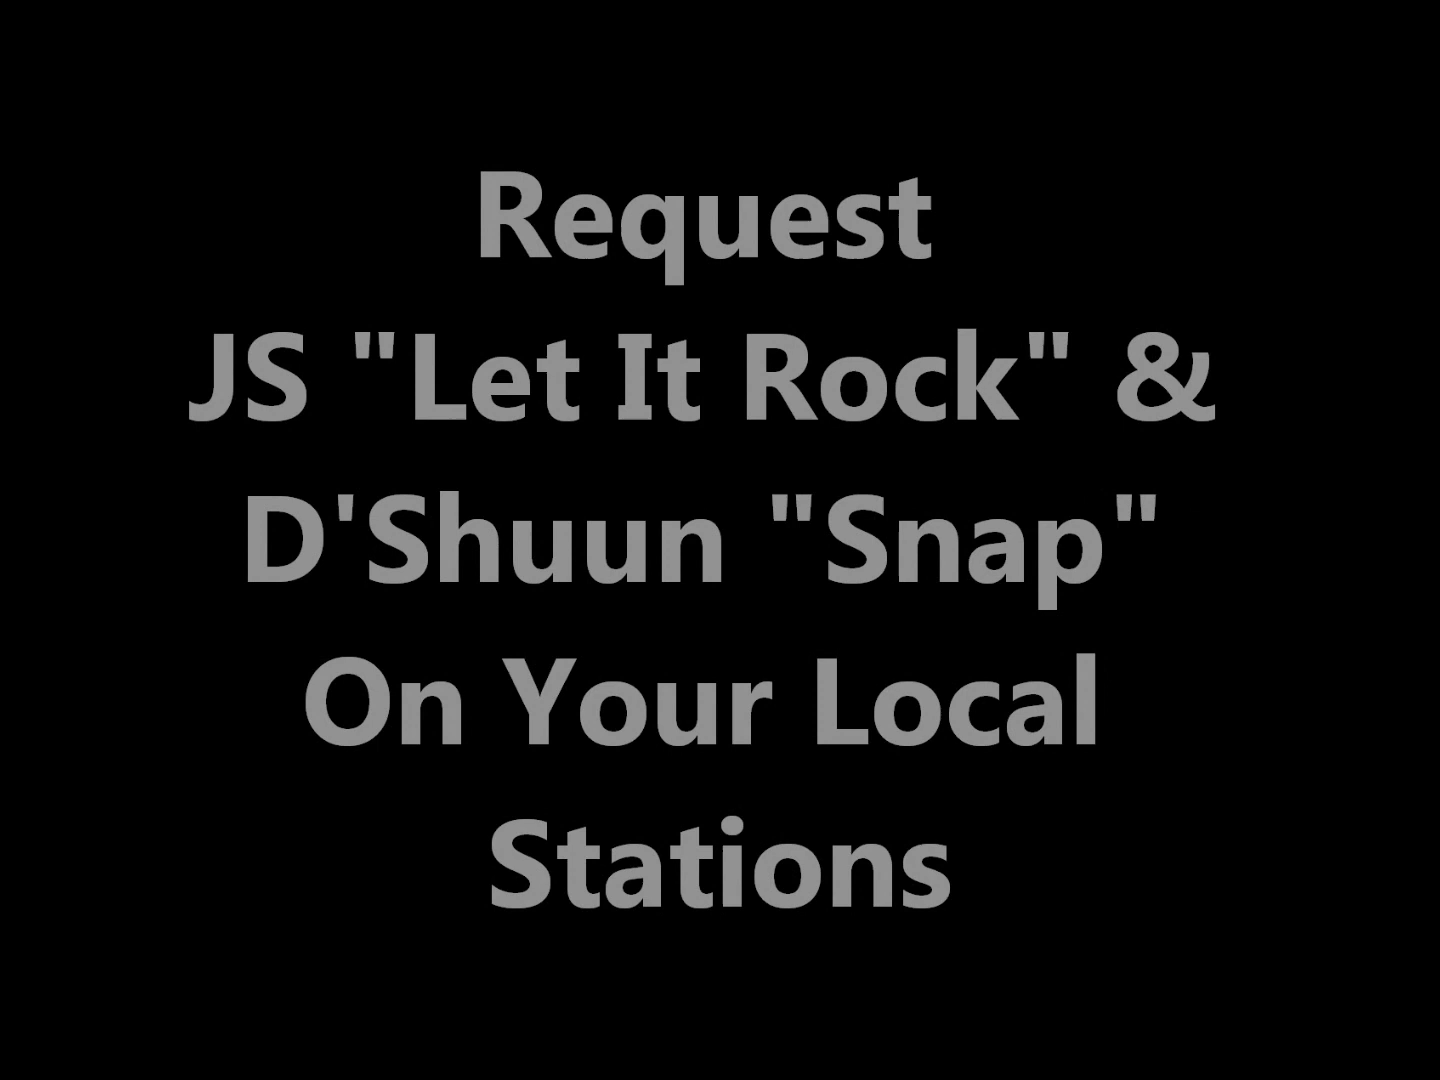 Request
JS "Let It Rock" &
D'Shuun "Snap"
On Your Local
Stations